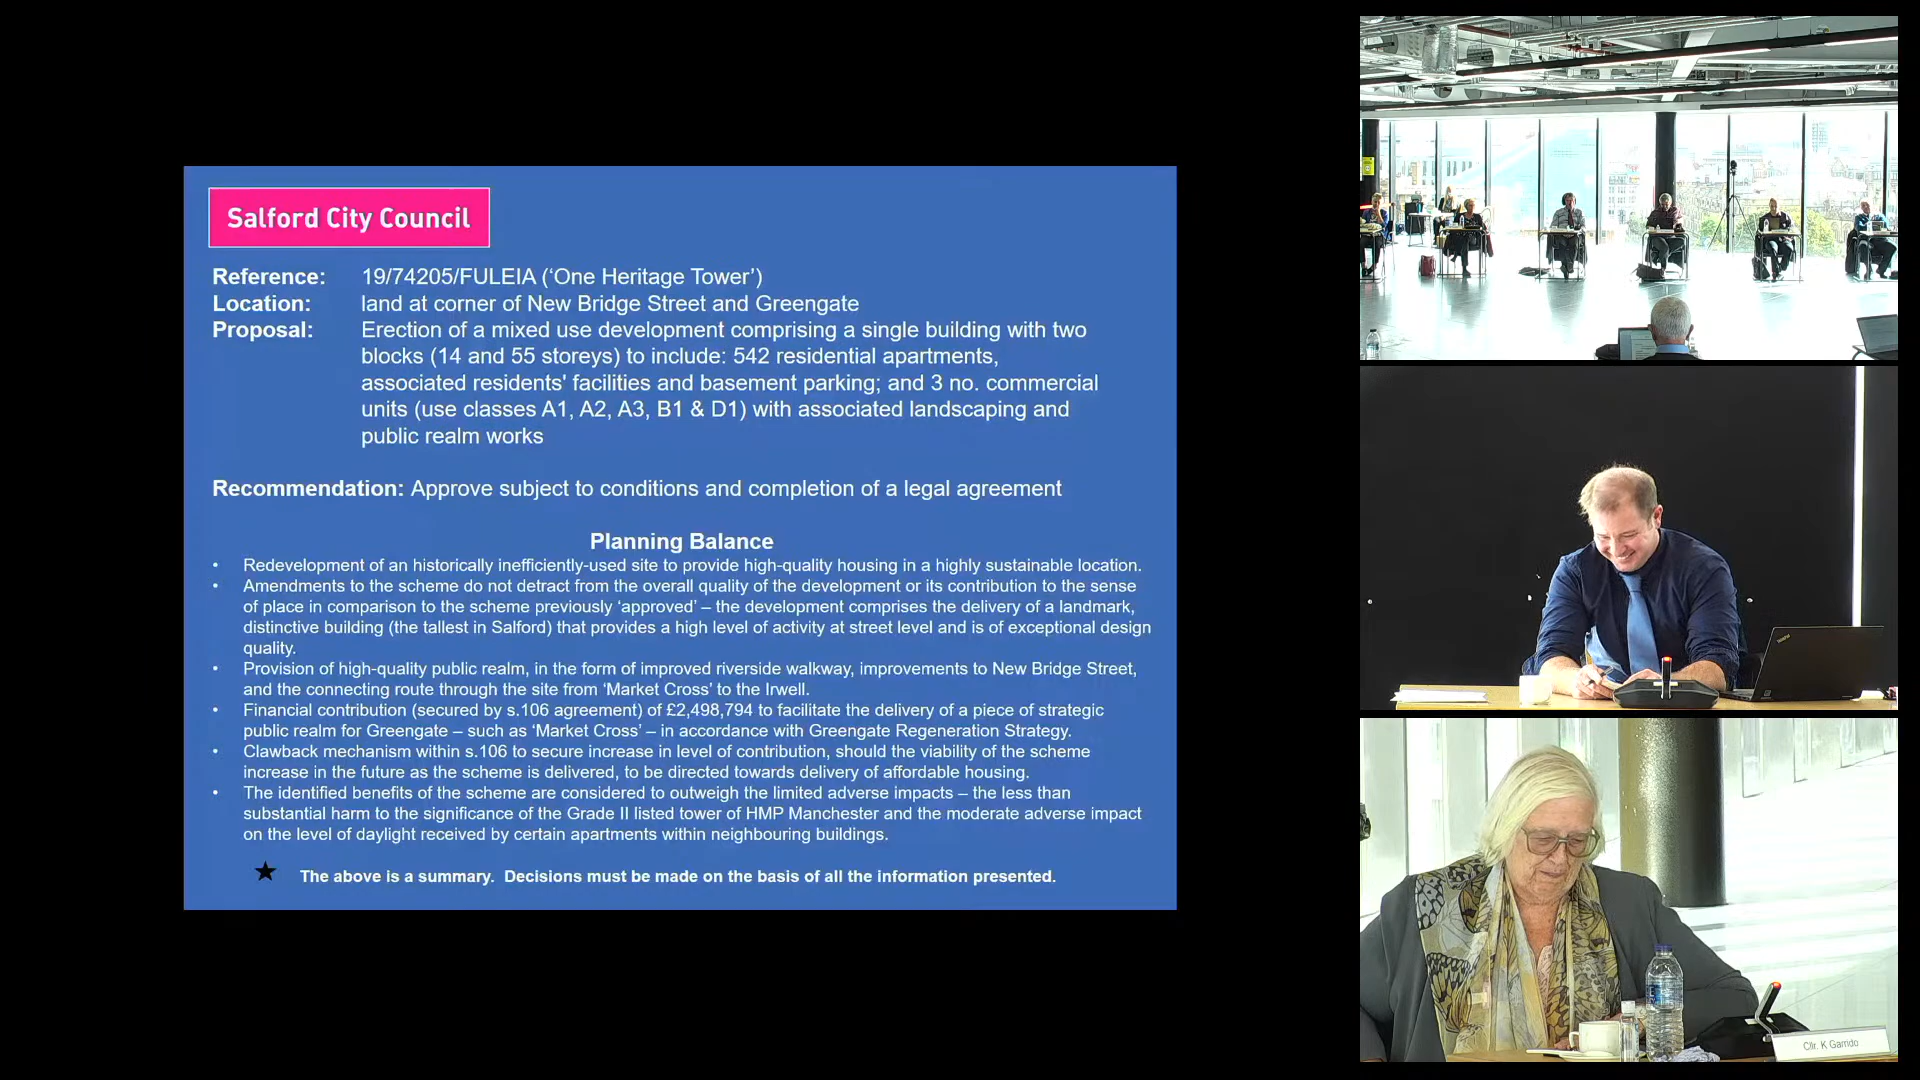 Salford City Council
Reference: 19/74205/FULEIA (‘One Heritage Tower’)
Location: land at corner of New Bridge Street and Greengate
Proposal: Erection of a mixed use development comprising a single building with two
blocks (14 and 55 storeys) to include: 542 residential apartments,
associated residents' facilities and basement parking; and 3 no. commercial
units (use classes A1, A2, A3, B1 & D1) with associated landscaping and
public realm works
Recommendation: Approve subject to conditions and completion of a legal agreement
Planning Balance
• Redevelopment of an historically inefficiently-used site to provide high-quality housing in a highly sustainable location.
• Amendments to the scheme do not detract from the overall quality of the development or its contribution to the sense
of place in comparison to the scheme previously ‘approved’ – the development comprises the delivery of a landmark,
distinctive building (the tallest in Salford) that provides a high level of activity at street level and is of exceptional design
quality.
• Provision of high-quality public realm, in the form of improved riverside walkway, improvements to New Bridge Street,
and the connecting route through the site from ‘Market Cross’ to the Irwell.
• Financial contribution (secured by s.106 agreement) of £2,498,794 to facilitate the delivery of a piece of strategic
public realm for Greengate – such as ‘Market Cross’ – in accordance with Greengate Regeneration Strategy.
• Clawback mechanism within s.106 to secure increase in level of contribution, should the viability of the scheme
increase in the future as the scheme is delivered, to be directed towards delivery of affordable housing.
• The identified benefits of the scheme are considered to outweigh the limited adverse impacts – the less than
substantial harm to the significance of the Grade II listed tower of HMP Manchester and the moderate adverse impact
on the level of daylight received by certain apartments within neighbouring buildings.
★ The above is a summary. Decisions must be made on the basis of all the information presented.
Cllr. K Garrido